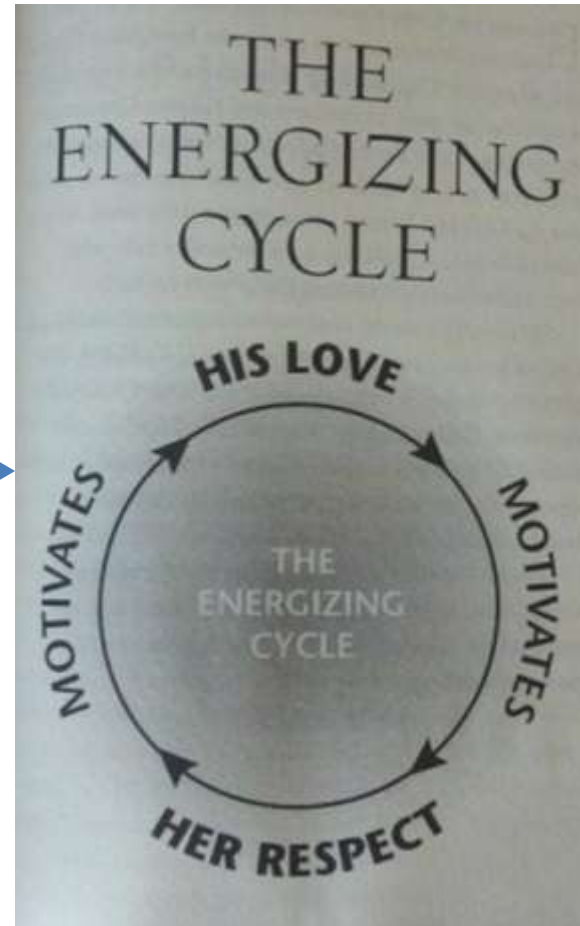 THE
ENERGIZING
CYCLE
HIS LOVE
MOTIVATES
MOTIVATES
THE
ENERGIZING
CYCLE
HER RESPECT